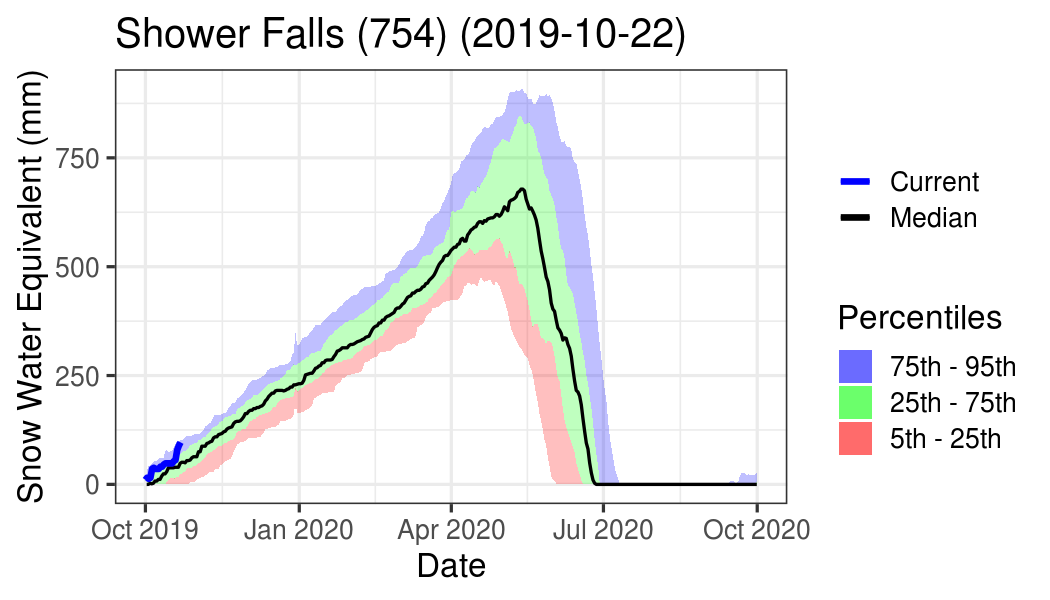 Shower Falls (754) (2019-10-22)
Snow Water Equivalent (mm)
750
500
250
0
Oct 2019
Jan 2020
Apr 2020
Jul 2020
Oct 2020
Date
Current
Median
Percentiles
75th - 95th
25th - 75th
5th - 25th